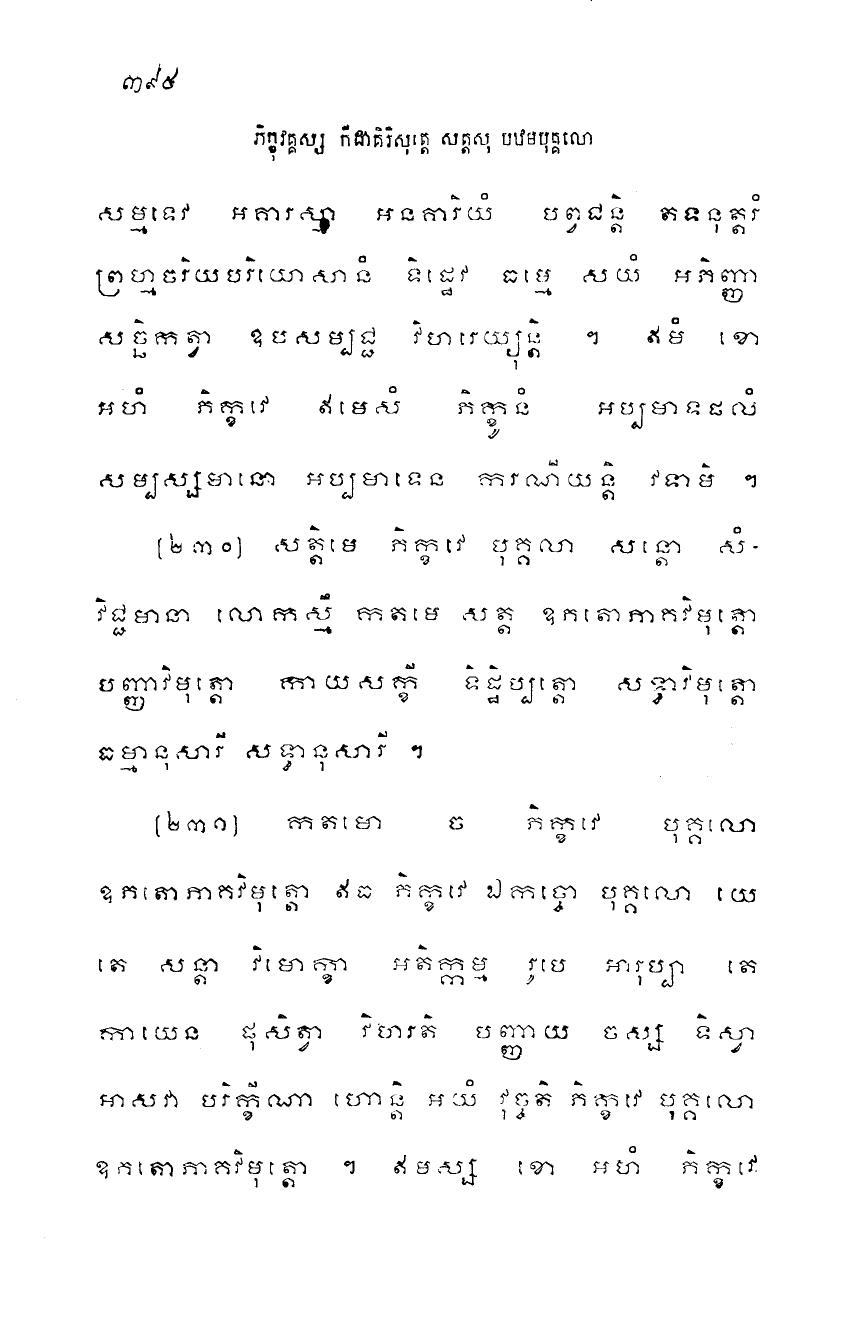 ៣៩៥
ភិក្ខុវគ្គស្ស កីដាគិរិសុត្តេ សត្តសុ បឋមបុគ្គលោ
សម្មទេវ អគារស្មា អនគារិយំ បព្វជន្តិ តទនុត្តរំ
ព្រហ្មចរិយបរិយោសានំ ទិដ្ឋេវ ធម្មេ សយំ អភិញ្ញា
សច្ឆិកត្វា ឧបសម្បជ្ជ វិហរេយ្យុន្តិ ។ ឥមំ ខោ
អហំ ភិក្ខវេ ឥមេសំ ភិក្ខូនំ អប្បមាទផលំ
សម្បស្សមានោ អប្បមាទេន ករណីយន្តិ វទាមិ ។
(២៣០) សត្តិមេ ភិក្ខវេ បុគ្គលា សន្តោ សំ-
វិជ្ជមានា លោកស្មឹ កតមេ សត្ត ឧភតោភាគវិមុត្តោ
បញ្ញាវិមុត្តោ កាយសក្ខី ទិដ្ឋិប្បត្តោ សទ្ធាវិមុត្តោ
ធម្មានុសារី សទ្ធានុសារី ។
(២៣១) កតមោ ច ភិក្ខវេ បុគ្គលោ
ឧភតោភាគវិមុត្តោ ឥធ ភិក្ខវេ ឯកច្ចោ បុគ្គលោ យេ
តេ សន្តា វិមោក្ខា អតិក្កម្ម រូបេ អារុប្បា តេ
កាយេន ផុសិត្វា វិហរតិ បញ្ញាយ ចស្ស ទិស្វា
អាសវា បរិក្ខីណា ហោន្តិ អយំ វុច្ចតិ ភិក្ខវេ បុគ្គលោ
ឧភតោភាគវិមុត្តោ ។ ឥមស្ស ខោ អហំ ភិក្ខវេ